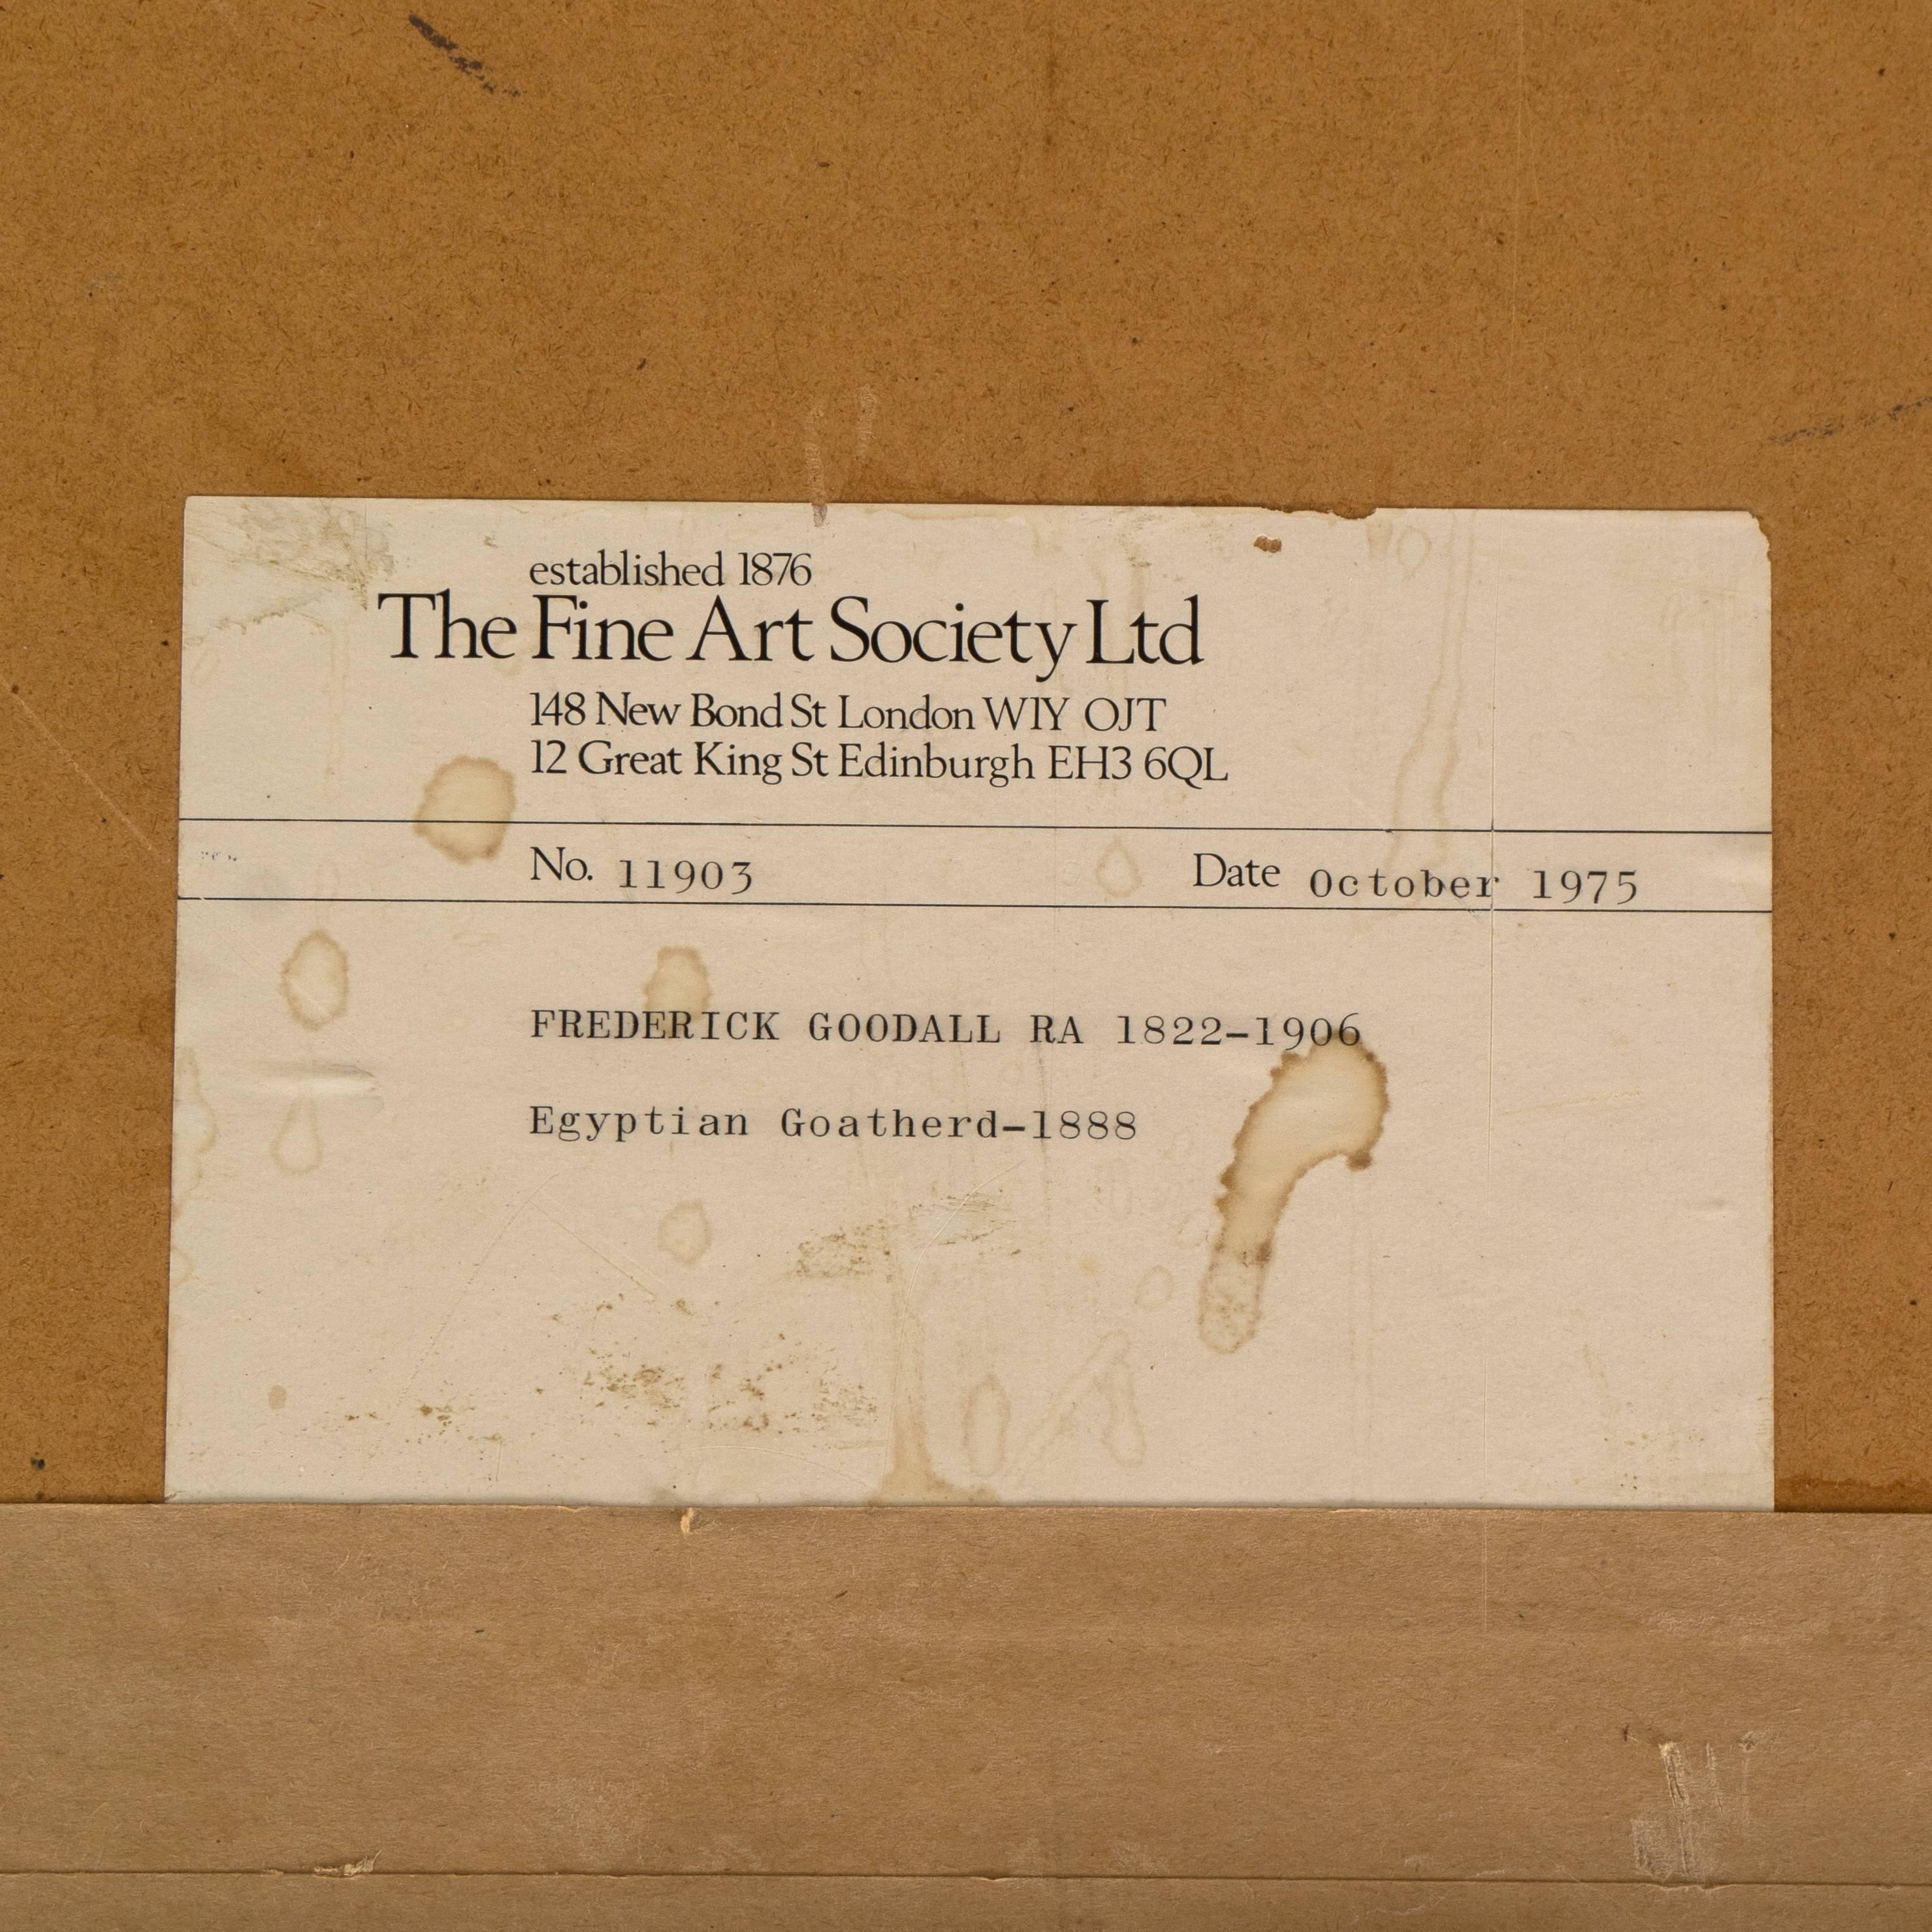 established 1876
The Fine Art Society Ltd
148 New Bond St London W1Y OJT
12 Great King St Edinburgh EH3 6QL
No. 11903 Date October 1975
FREDERICK GOODALL RA 1822-1906
Egyptian Goatherd-1888